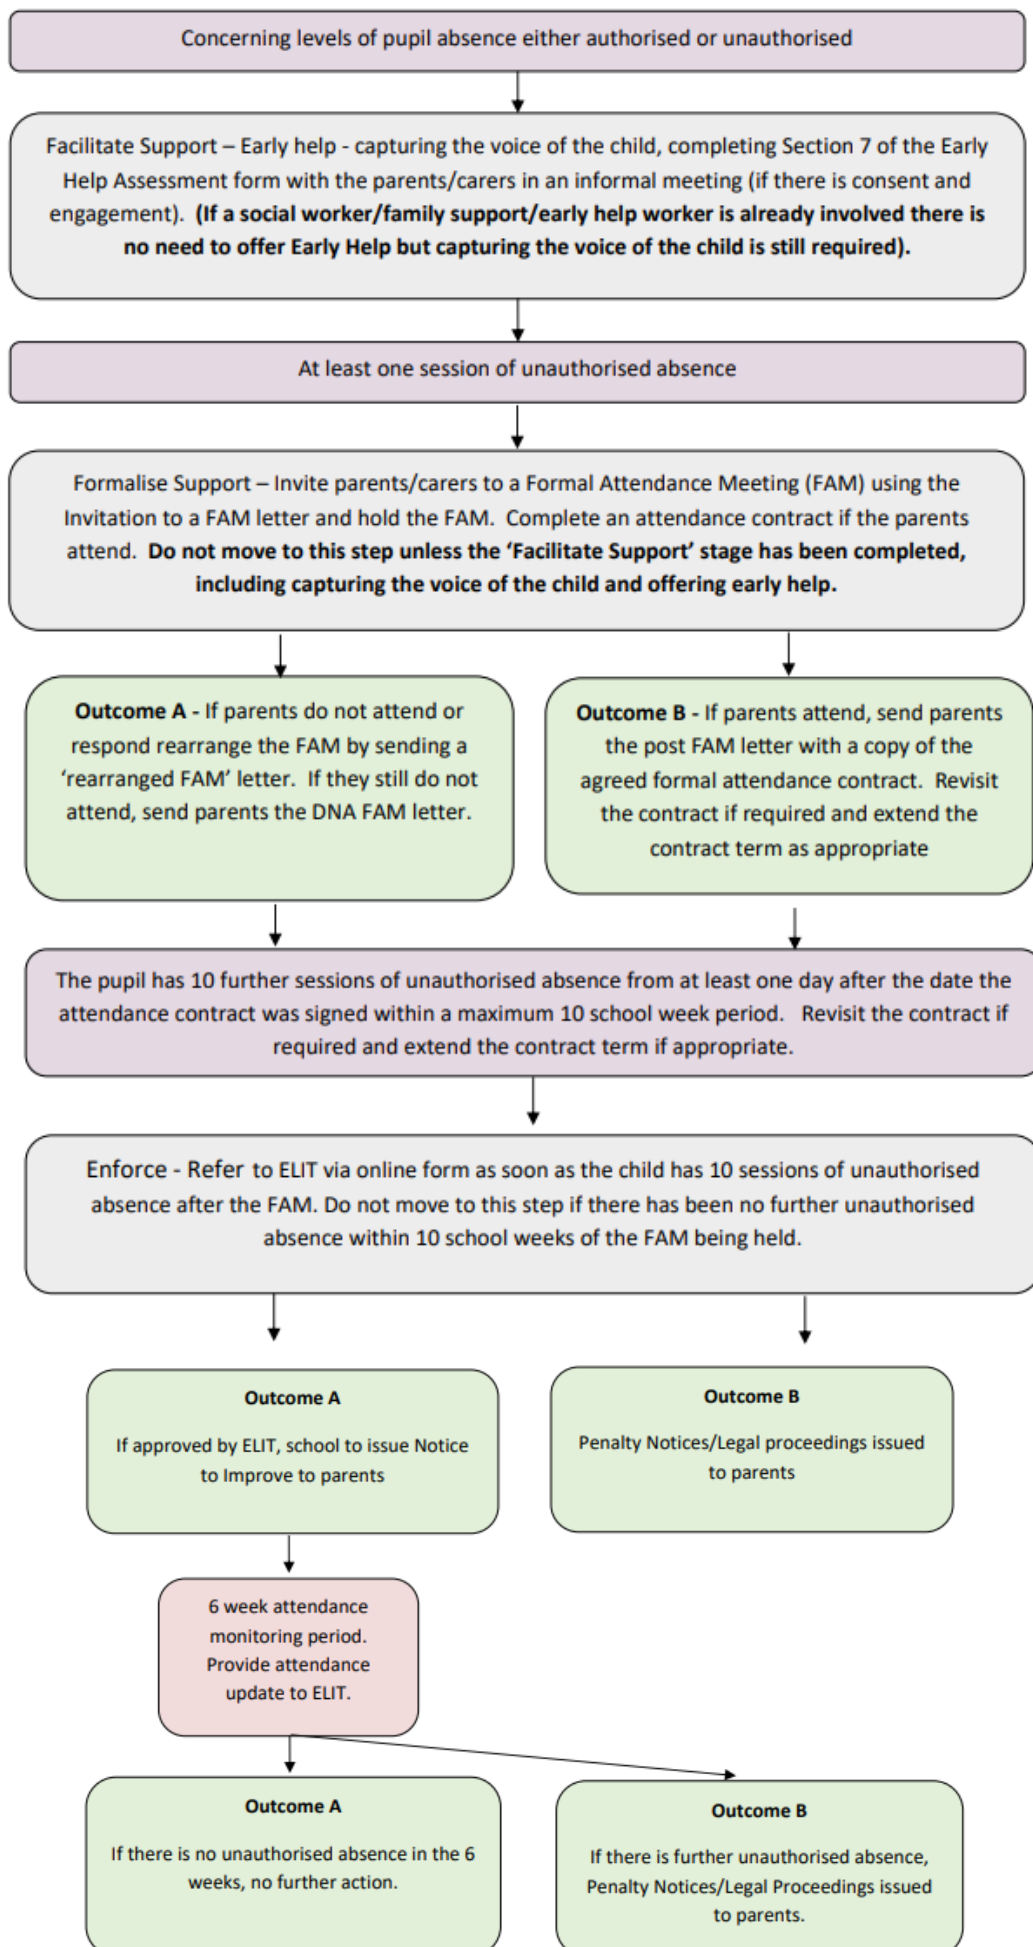 Concerning levels of pupil absence either authorised or unauthorised
Facilitate Support – Early help - capturing the voice of the child, completing Section 7 of the Early
Help Assessment form with the parents/carers in an informal meeting (if there is consent and
engagement). (If a social worker/family support/early help worker is already involved there is
no need to offer Early Help but capturing the voice of the child is still required).
At least one session of unauthorised absence
Formalise Support – Invite parents/carers to a Formal Attendance Meeting (FAM) using the
Invitation to a FAM letter and hold the FAM. Complete an attendance contract if the parents
attend. Do not move to this step unless the ‘Facilitate Support’ stage has been completed,
including capturing the voice of the child and offering early help.
Outcome A - If parents do not attend or
respond rearrange the FAM by sending a
‘rearranged FAM’ letter. If they still do not
attend, send parents the DNA FAM letter.
Outcome B - If parents attend, send parents
the post FAM letter with a copy of the
agreed formal attendance contract. Revisit
the contract if required and extend the
contract term as appropriate
The pupil has 10 further sessions of unauthorised absence from at least one day after the date the
attendance contract was signed within a maximum 10 school week period. Revisit the contract if
required and extend the contract term if appropriate.
Enforce - Refer to ELIT via online form as soon as the child has 10 sessions of unauthorised
absence after the FAM. Do not move to this step if there has been no further unauthorised
absence within 10 school weeks of the FAM being held.
Outcome A
If approved by ELIT, school to issue Notice
to Improve to parents
Outcome B
Penalty Notices/Legal proceedings issued
to parents
6 week attendance
monitoring period.
Provide attendance
update to ELIT.
Outcome A
If there is no unauthorised absence in the 6
weeks, no further action.
Outcome B
If there is further unauthorised absence,
Penalty Notices/Legal Proceedings issued
to parents.